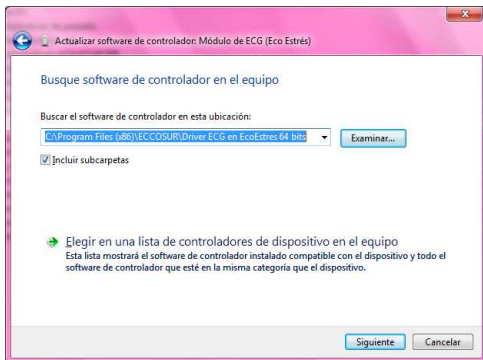 Actualizar software de controlador: Módulo de ECG (Eco Estrés)
Busque software de controlador en el equipo
Buscar el software de controlador en esta ubicación:
C:\Program Files (x86)\ECCOSUR\Driver ECG en EcoEstres 64 bits
Examinar...
Incluir subcarpetas
Elegir en una lista de controladores de dispositivo en el equipo
Esta lista mostrará el software de controlador instalado compatible con el dispositivo y todo el
software de controlador que esté en la misma categoría que el dispositivo.
Siguiente
Cancelar